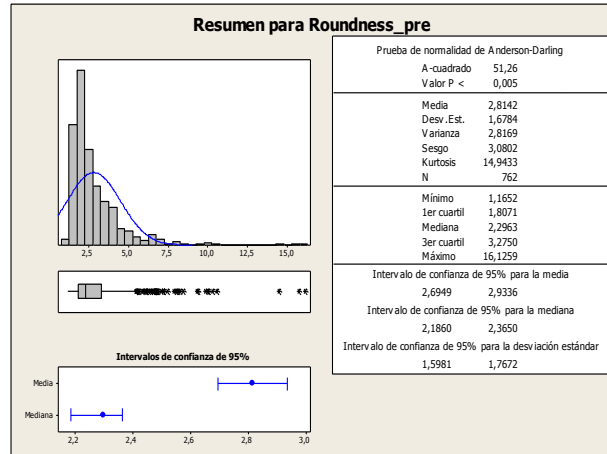 Resumen para Roundness_pre
2,5 5,0 7,5 10,0 12,5 15,0
Intervalos de confianza de 95%
Media
Mediana
2,2 2,4 2,6 2,8 3,0
Prueba de normalidad de Anderson-Darling
A-cuadrado 51,26
Valor P < 0,005
Media 2,8142
Desv.Est. 1,6784
Varianza 2,8169
Sesgo 3,0802
Kurtosis 14,9433
N 762
Mínimo 1,1652
1er cuartil 1,8071
Mediana 2,2963
3er cuartil 3,2750
Máximo 16,1259
Intervalo de confianza de 95% para la media
2,6949 2,9336
Intervalo de confianza de 95% para la mediana
2,1860 2,3650
Intervalo de confianza de 95% para la desviación estándar
1,5981 1,7672